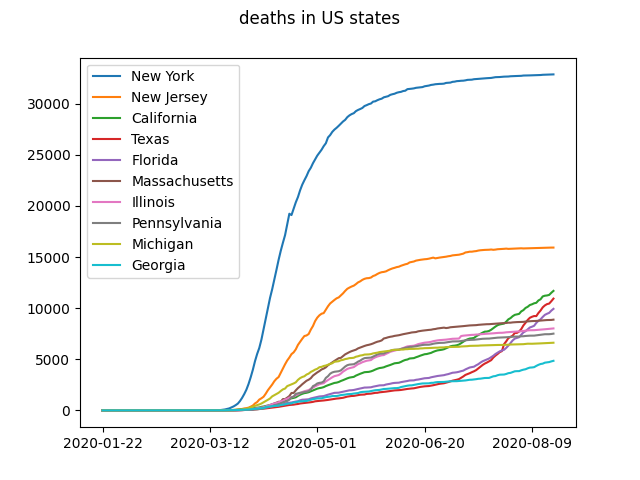 deaths in US states
New York
New Jersey
California
Texas
Florida
Massachusetts
Illinois
Pennsylvania
Michigan
Georgia
30000
25000
20000
15000
10000
5000
0
2020-01-22 2020-03-12 2020-05-01 2020-06-20 2020-08-09